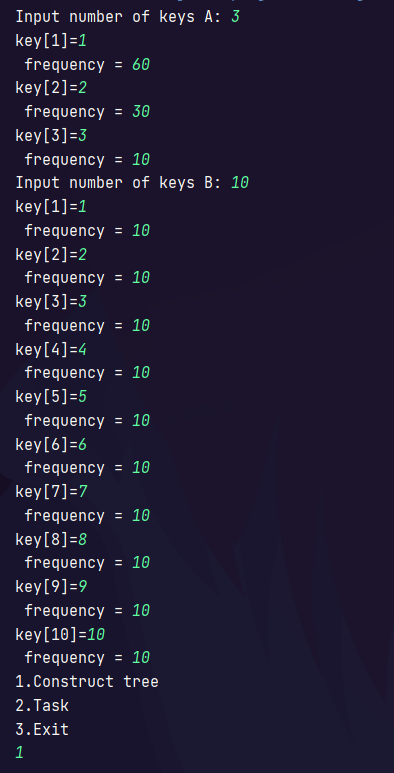 Input number of keys A: 3
key[1]=1
 frequency = 60
key[2]=2
 frequency = 30
key[3]=3
 frequency = 10
Input number of keys B: 10
key[1]=1
 frequency = 10
key[2]=2
 frequency = 10
key[3]=3
 frequency = 10
key[4]=4
 frequency = 10
key[5]=5
 frequency = 10
key[6]=6
 frequency = 10
key[7]=7
 frequency = 10
key[8]=8
 frequency = 10
key[9]=9
 frequency = 10
key[10]=10
 frequency = 10
1.Construct tree
2.Task
3.Exit
1